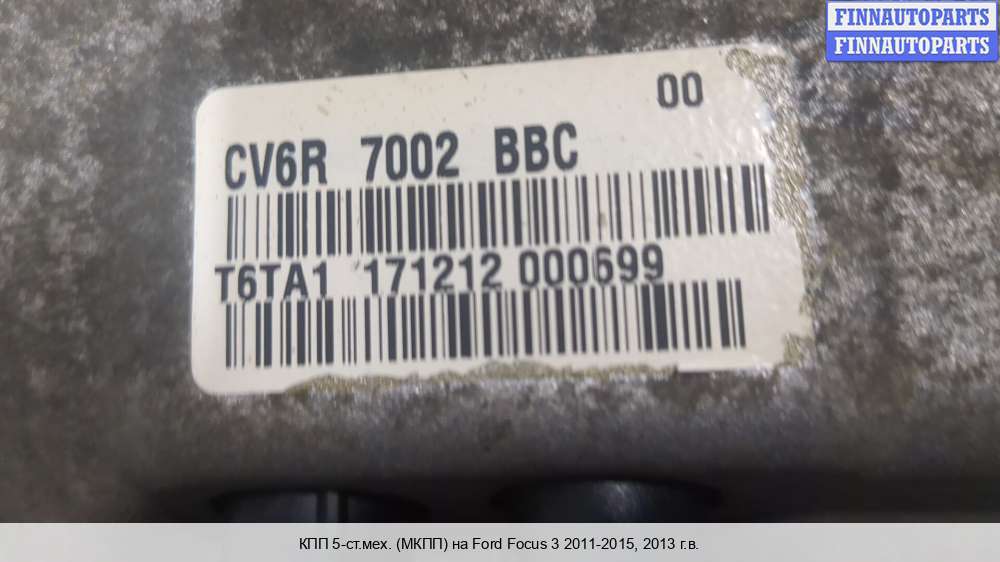 FINNAUTOPARTS
FINNAUTOPARTS
00
CV6R 7002 BBC
T6TA1 171212 000699
КПП 5-ст.мех. (МКПП) на Ford Focus 3 2011-2015, 2013 г.в.